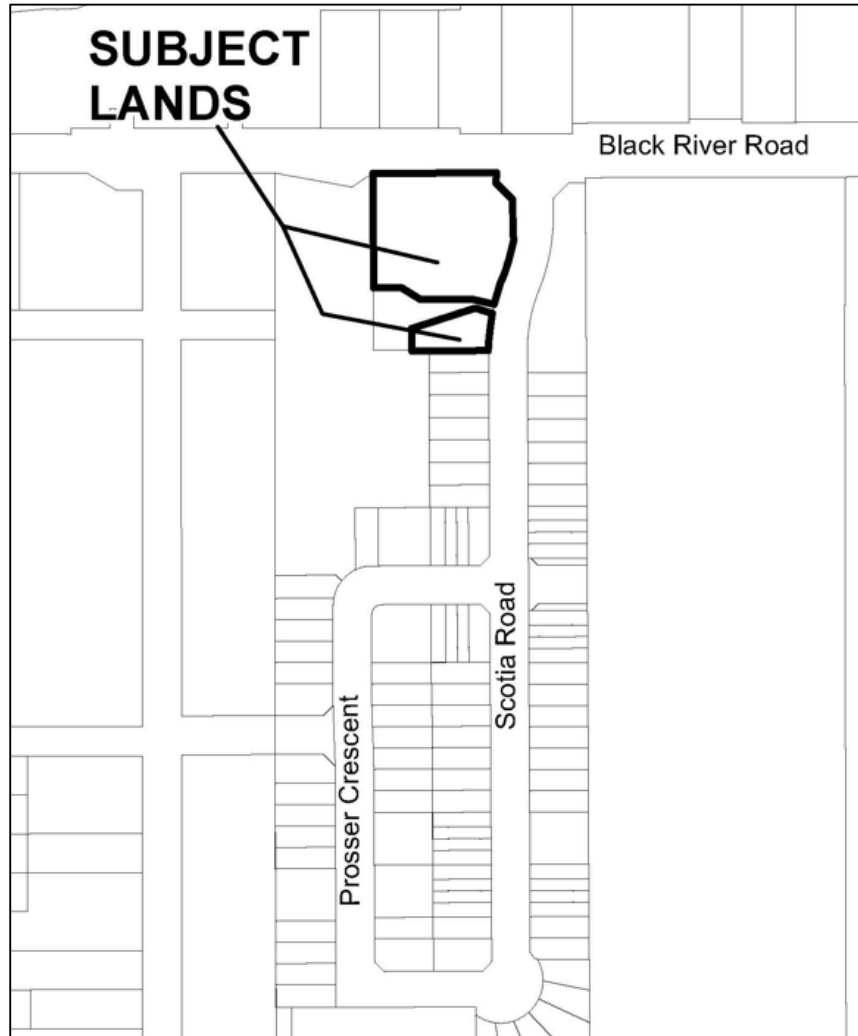 SUBJECT
LANDS
Black River Road
Scotia Road
Prosser Crescent